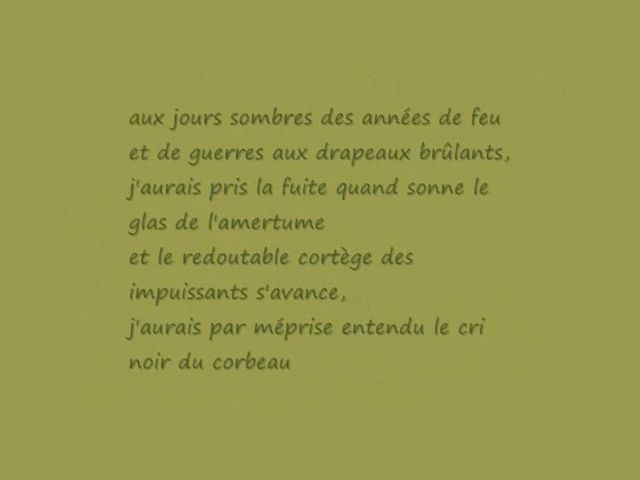 aux jours sombres des années de feu
et de guerres aux drapeaux brûlants,
j'aurais pris la fuite quand sonne le
glas de l'amertume
et le redoutable cortège des
impuissants s'avance,
j'aurais par méprise entendu le cri
noir du corbeau